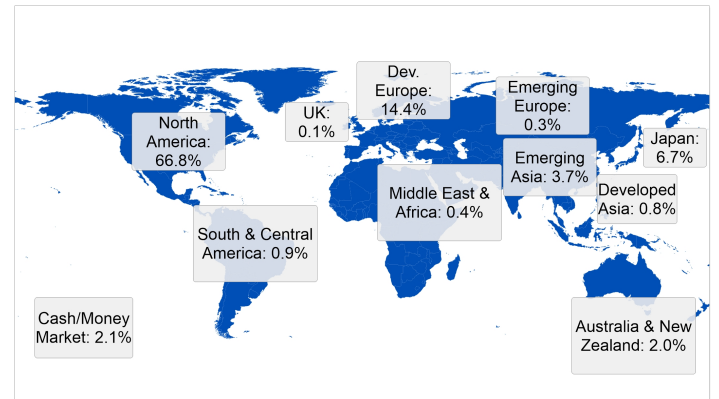 Dev.
Europe:
14.4%
Emerging
Europe:
0.3%
UK:
0.1%
North
America:
66.8%
Japan:
6.7%
Emerging
Asia: 3.7%
Middle East &
Africa: 0.4%
Developed
Asia: 0.8%
South & Central
America: 0.9%
Cash/Money
Market: 2.1%
Australia & New
Zealand: 2.0%